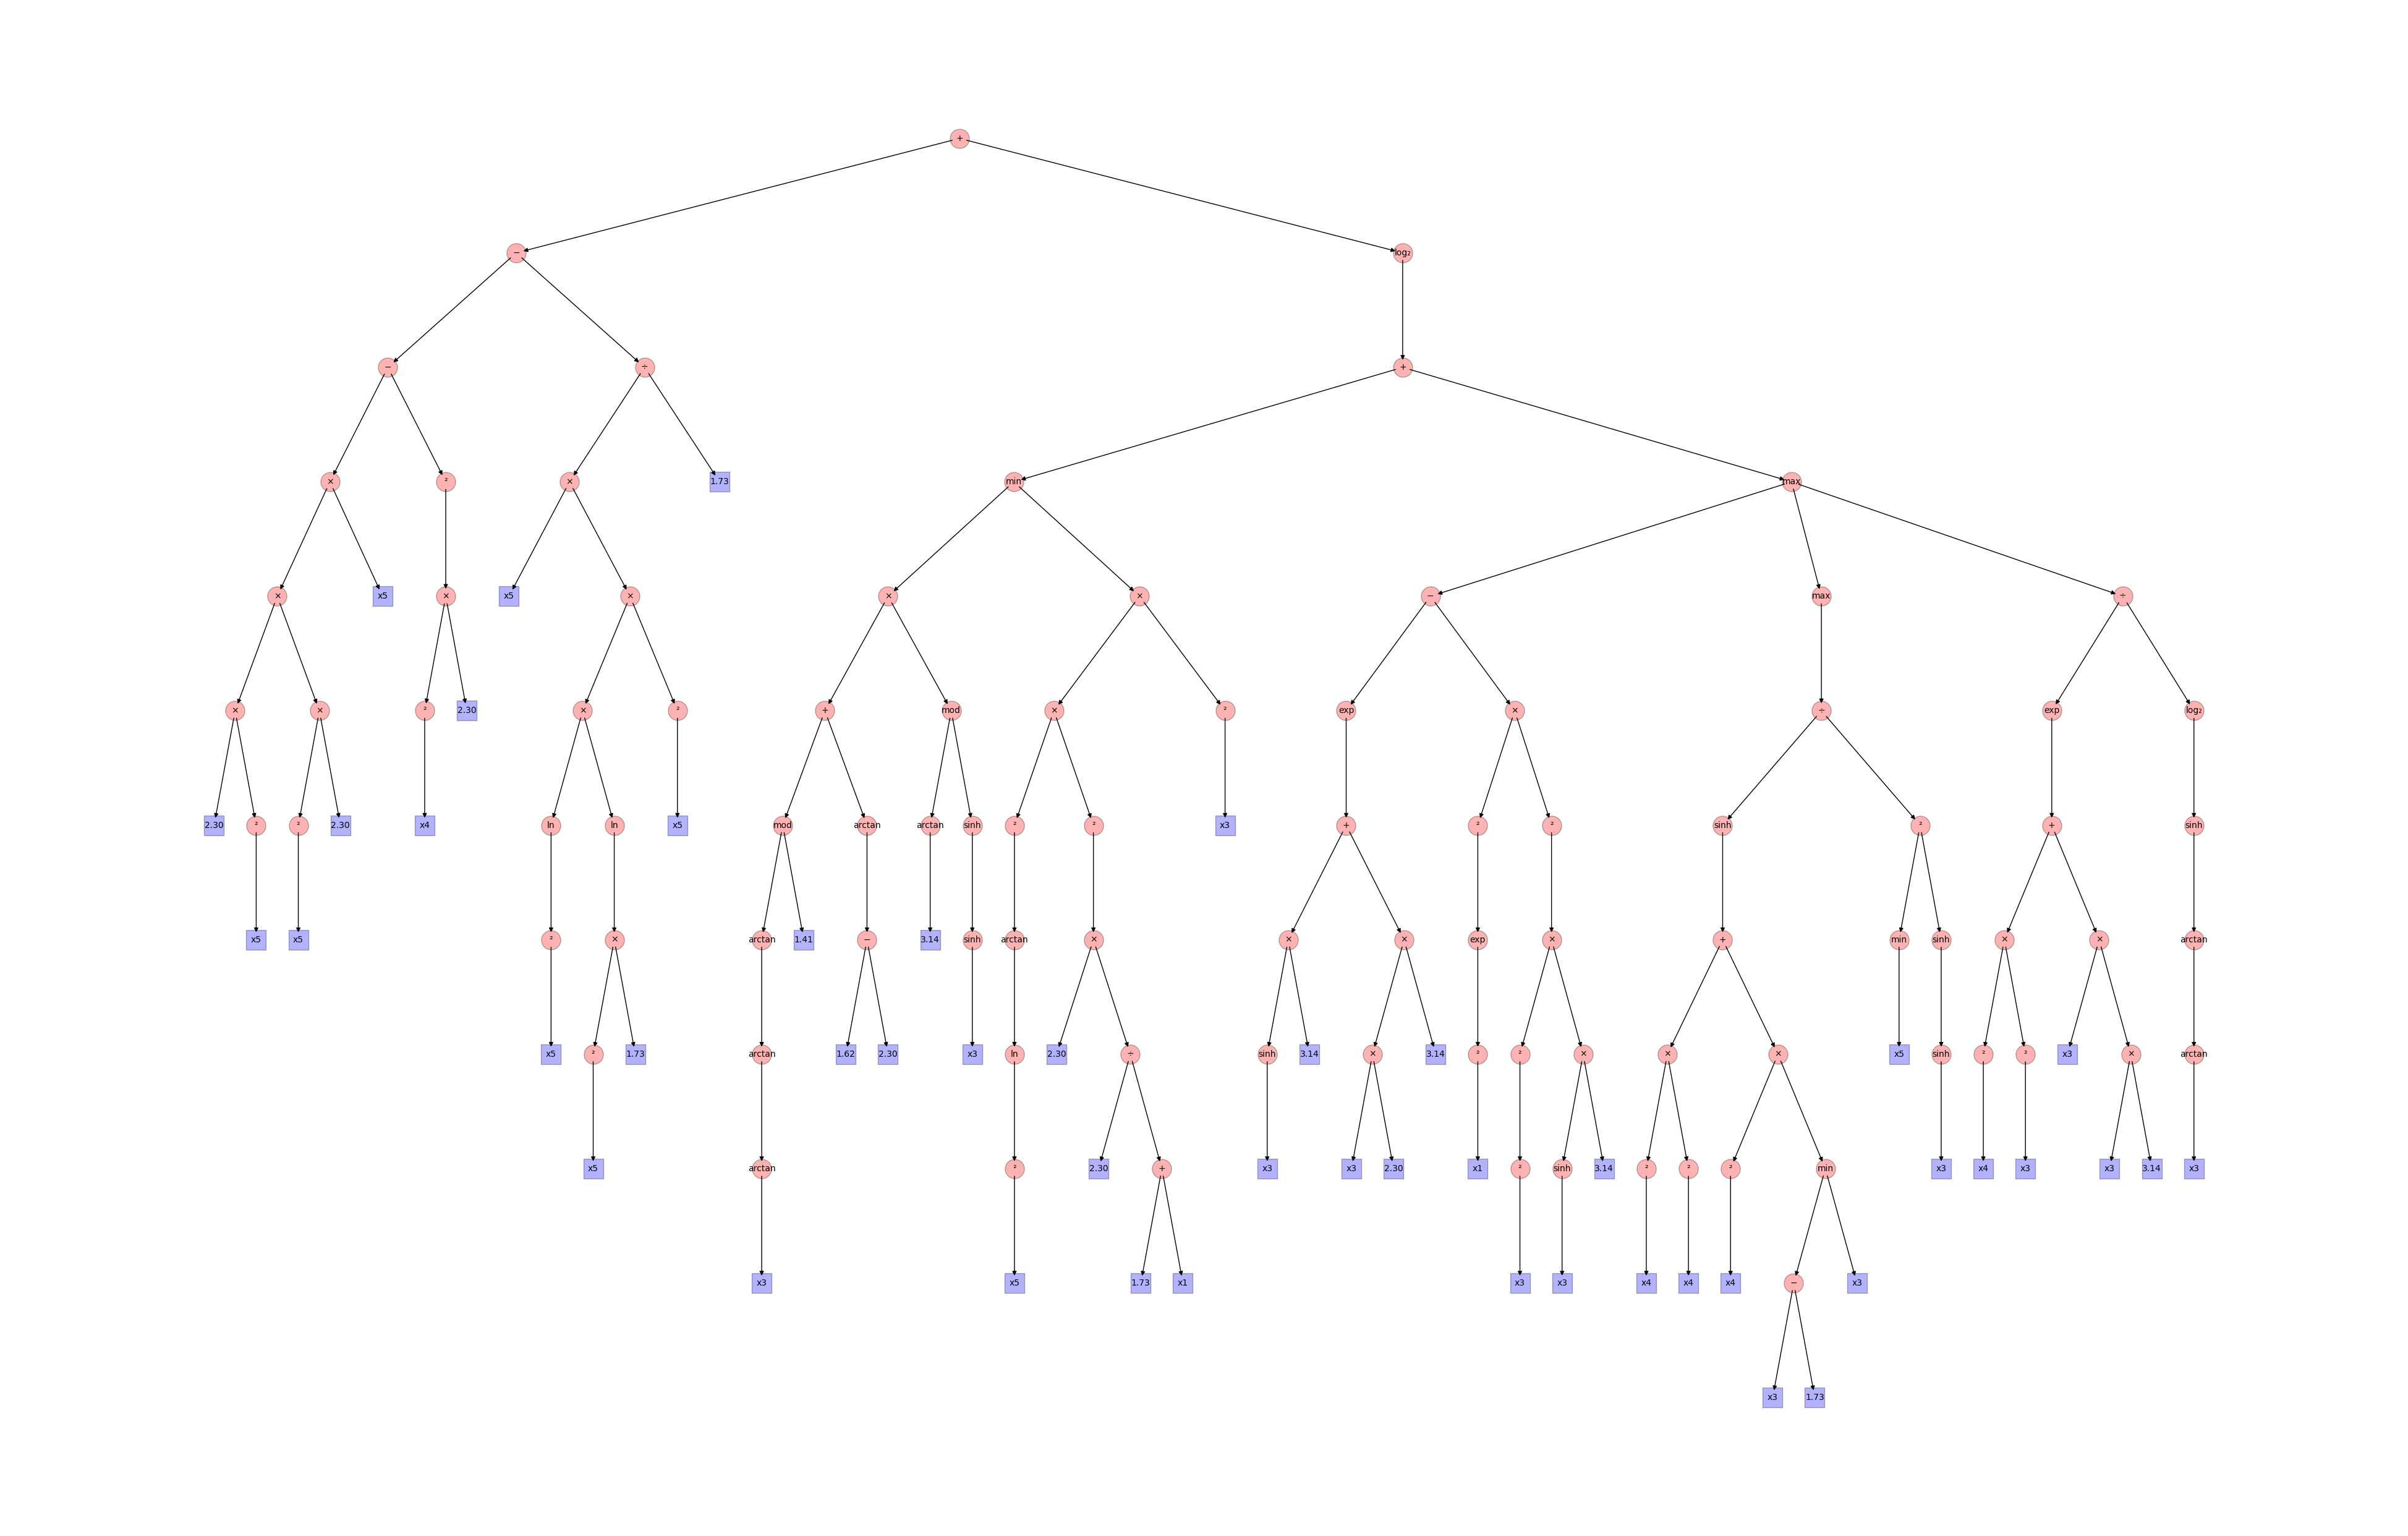 +
− log₂
− ÷ +
× ² × 1.73 min max
× x5 × x5 × × × − max ÷
× × ² 2.30 × ² + mod × ² exp × ÷ exp log₂
2.30 ² ² 2.30 x4 ln ln x5 mod arctan arctan sinh ² ² x3 + ² ² sinh ² + sinh
x5 x5 ² × arctan 1.41 − 3.14 sinh arctan × × × exp × + min sinh × × arctan
x5 ² 1.73 arctan 1.62 2.30 x3 ln 2.30 ÷ sinh 3.14 × 3.14 ² ² × × × x5 sinh ² ² x3 × arctan
x5 arctan ² 2.30 + x3 x3 2.30 x1 ² sinh 3.14 ² ² ² min x3 x4 x3 x3 3.14 x3
x3 x5 1.73 x1 x3 x3 x4 x4 x4 − x3
x3 1.73